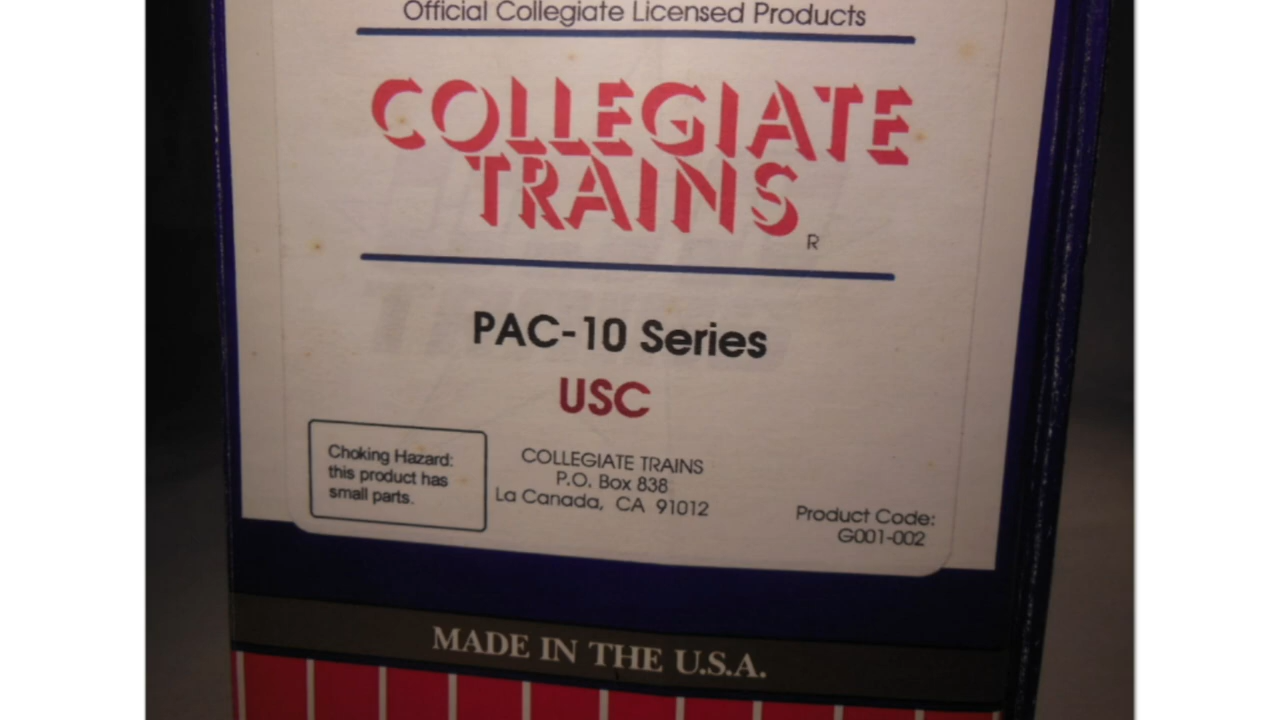 Official Collegiate Licensed Products
COLLEGIATE
TRAINS
R
PAC-10 Series
USC
Choking Hazard:
this product has
small parts.
COLLEGIATE TRAINS
P.O. Box 838
La Canada, CA 91012
Product Code:
G001-002
MADE IN THE U.S.A.